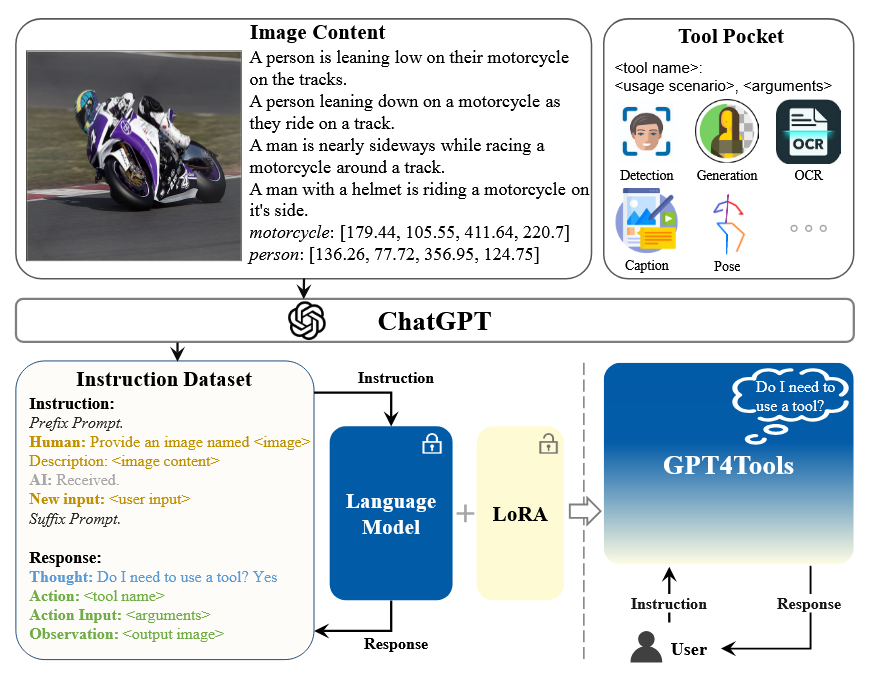 Image Content
A person is leaning low on their motorcycle
on the tracks.
A person leaning down on a motorcycle as
they ride on a track.
A man is nearly sideways while racing a
motorcycle around a track.
A man with a helmet is riding a motorcycle on
it's side.
motorcycle: [179.44, 105.55, 411.64, 220.7]
person: [136.26, 77.72, 356.95, 124.75]
Tool Pocket
<tool name>:
<usage scenario>, <arguments>
Detection
Generation
OCR
OCR
Caption
Pose
ChatGPT
Instruction Dataset
Instruction:
Prefix Prompt.
Human: Provide an image named <image>
Description: <image content>
AI: Received.
New input: <user input>
Suffix Prompt.
Response:
Thought: Do I need to use a tool? Yes
Action: <tool name>
Action Input: <arguments>
Observation: <output image>
Instruction
Language
Model
+
LoRA
Response
Do I need to
use a tool?
GPT4Tools
Instruction
Response
User